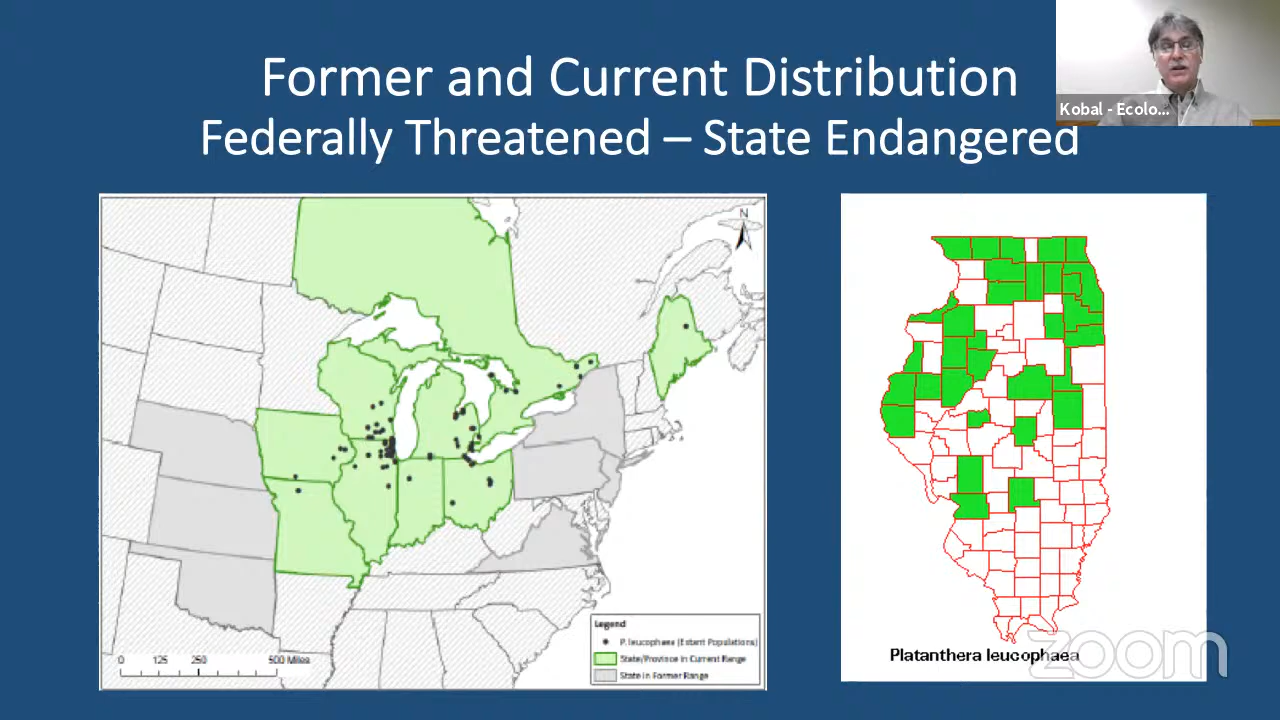 Former and Current Distribution
Federally Threatened – State Endangered
Kobal - Ecolo...
N
Legend
P. leucophaea (Extent Populations)
State/Province in Current Range
State in Former Range
0 125 250 500 Miles
Platanthera leucophaea
zoom